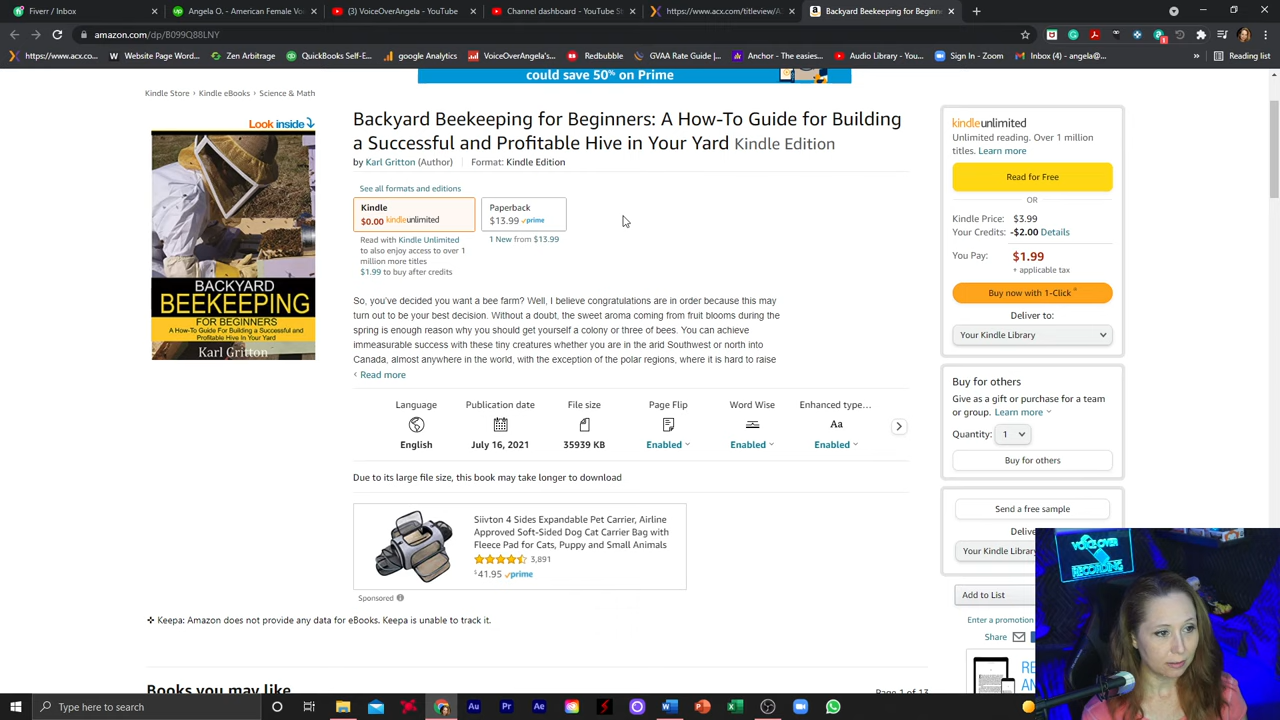 Fiverr / Inbox
Karla O. - American Female Vo
(3) VoiceOverAngela - YouTube
Channel dashboard - YouTube S
https://www.acx.com/titleview/A
Backyard Beekeeping for Beginne
amazon.com/dp/B099Q88LNY
https://www.acx.co...
Website Page Word...
Zen Arbitrage
QuickBooks Self-E...
google analytics
VoiceOverAngela's...
Redbubble
GVAA Rate Guide |...
Anchor - The easies...
Audio Library - You...
Sign In - Zoom
Inbox (4) - angela@...
»
Reading list
could save 50% on Prime
Kindle Store › Kindle eBooks › Science & Math
Look inside
BACKYARD
BEEKEEPING
FOR BEGINNERS
A How-To Guide For Building a Successful and
Profitable Hive in Your Yard
Karl Gritton
Backyard Beekeeping for Beginners: A How-To Guide for Building
a Successful and Profitable Hive in Your Yard Kindle Edition
by Karl Gritton (Author) | Format: Kindle Edition
See all formats and editions
Kindle
$0.00 kindleunlimited
Read with Kindle Unlimited
to also enjoy access to over 1
million more titles
$1.99 to buy after credits
Paperback
$13.99 prime
1 New from $13.99
So, you've decided you want a bee farm? Well, I believe congratulations are in order because this may
turn out to be your best decision. Without a doubt, the sweet aroma coming from fruit blooms during the
spring is enough reason why you should get yourself a colony or three of bees. You can achieve
immeasurable success with these tiny creatures whether you are in the arid Southwest or north into
Canada, almost anywhere in the world, with the exception of the polar regions, where it is hard to raise
Read more
Language
English
Publication date
July 16, 2021
File size
35939 KB
Page Flip
Enabled
Word Wise
Enabled
Enhanced type...
Aa
Enabled
Due to its large file size, this book may take longer to download
Siivton 4 Sides Expandable Pet Carrier, Airline
Approved Soft-Sided Dog Cat Carrier Bag with
Fleece Pad for Cats, Puppy and Small Animals
3,891
$41.95 prime
Sponsored
Keepa: Amazon does not provide any data for eBooks. Keepa is unable to track it.
Books you may like
Page 1 of 13
kindleunlimited
Unlimited reading. Over 1 million
titles. Learn more
Read for Free
OR
Kindle Price: $3.99
Your Credits: -$2.00 Details
You Pay: $1.99
+ applicable tax
Buy now with 1-Click ®
Deliver to:
Your Kindle Library
Buy for others
Give as a gift or purchase for a team
or group. Learn more
Quantity: 1
Buy for others
Send a free sample
Delive
Your Kindle Library
Add to List
Enter a promotion
Share
RE
AN
VOICE OVER
RECORDING
Type here to search